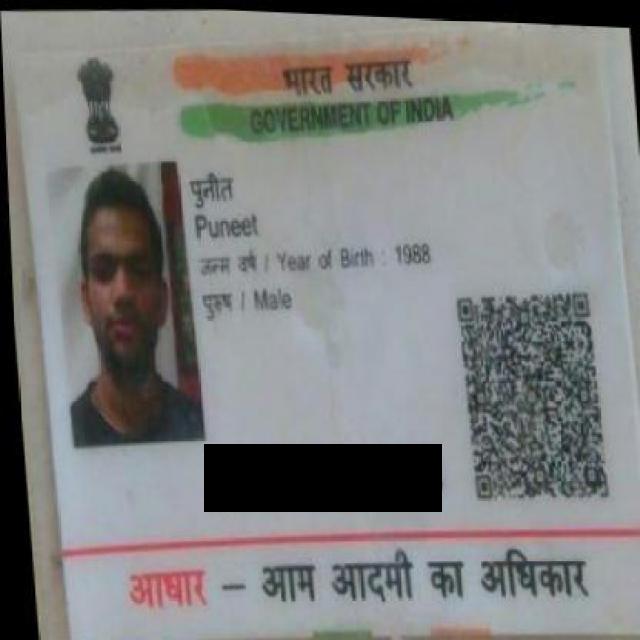 भारत सरकार
GOVERNMENT OF INDIA
पुनीत
Puneet
जन्म वर्ष / Year of Birth : 1988
पुरुष / Male
आधार – आम आदमी का अधिकार